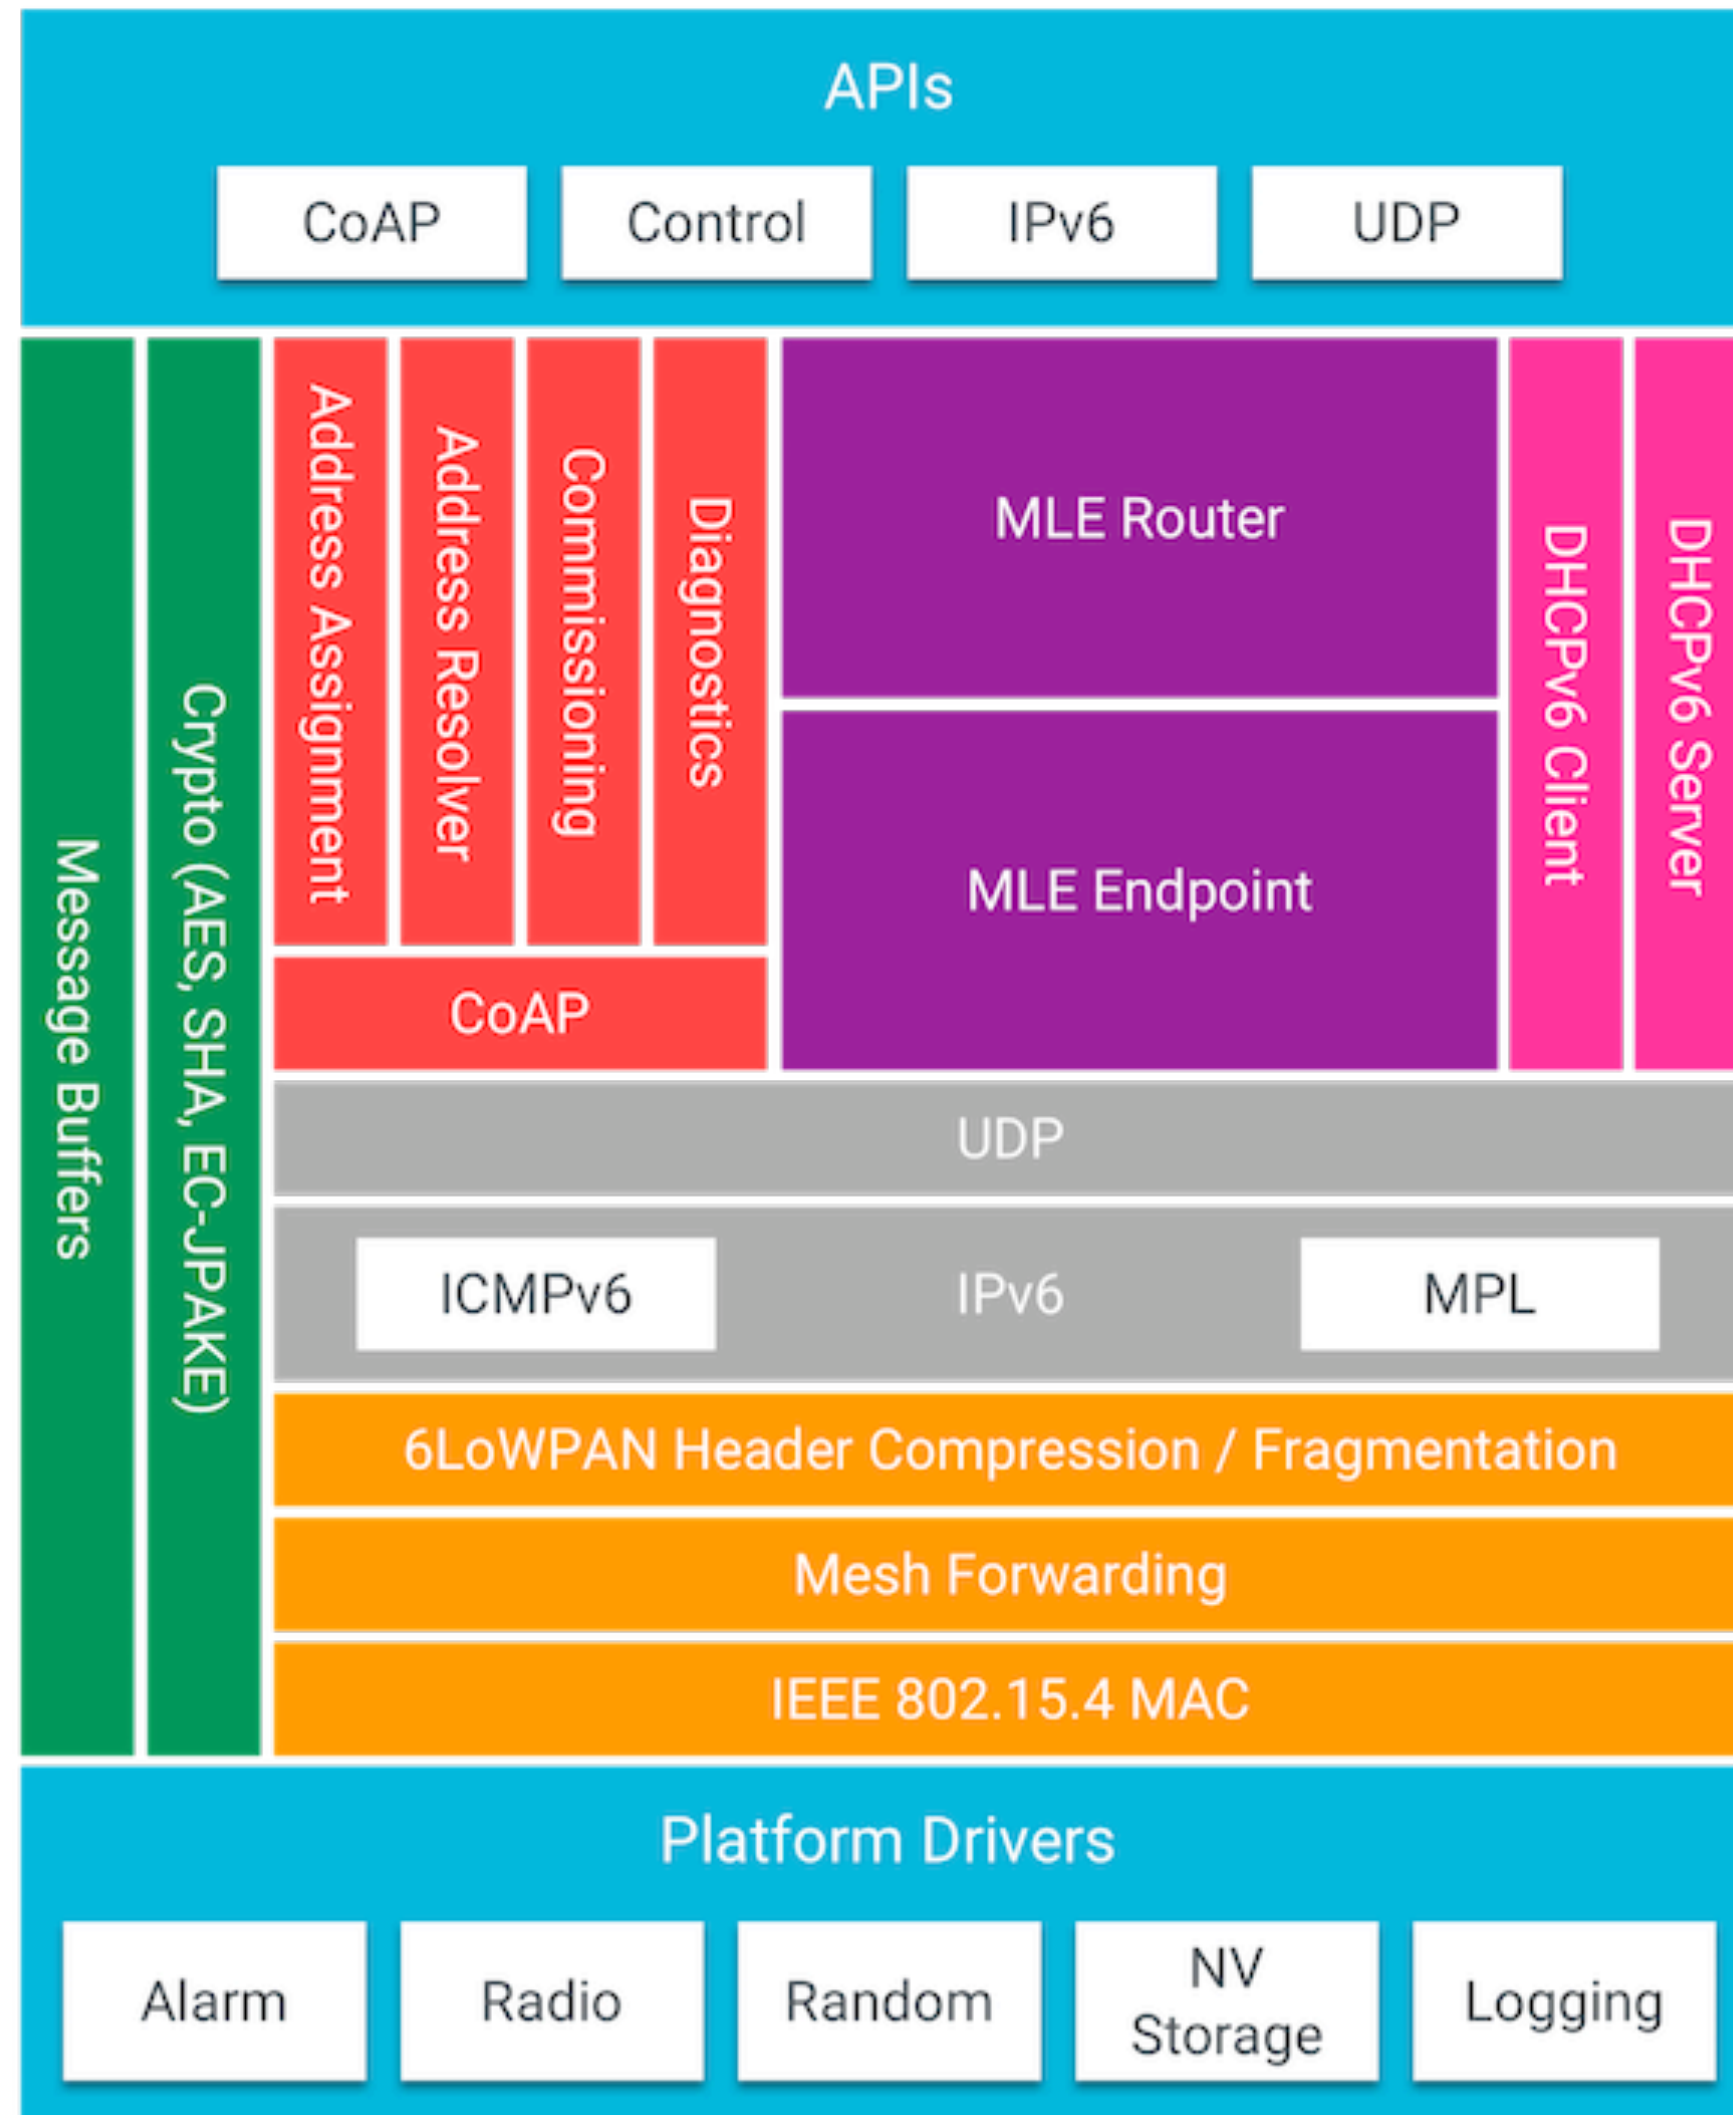 APIs
CoAP
Control
IPv6
UDP
Message Buffers
Crypto (AES, SHA, EC-JPAKE)
Address Assignment
Address Resolver
Commissioning
Diagnostics
CoAP
MLE Router
MLE Endpoint
DHCPv6 Client
DHCPv6 Server
UDP
ICMPv6
IPv6
MPL
6LoWPAN Header Compression / Fragmentation
Mesh Forwarding
IEEE 802.15.4 MAC
Platform Drivers
Alarm
Radio
Random
NV
Storage
Logging